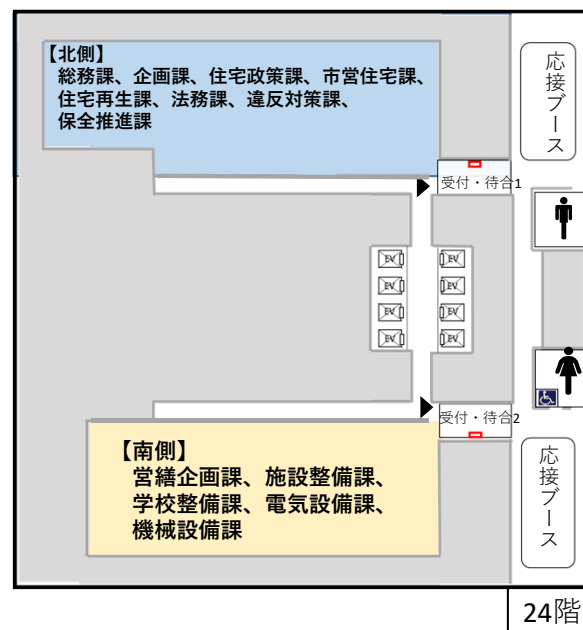 【北側】
総務課、企画課、住宅政策課、市営住宅課、
住宅再生課、法務課、違反対策課、
保全推進課
応接ブース
受付・待合1
EV
EV
EV
EV
EV
EV
EV
EV
受付・待合2
【南側】
営繕企画課、施設整備課、
学校整備課、電気設備課、
機械設備課
応接ブース
24階